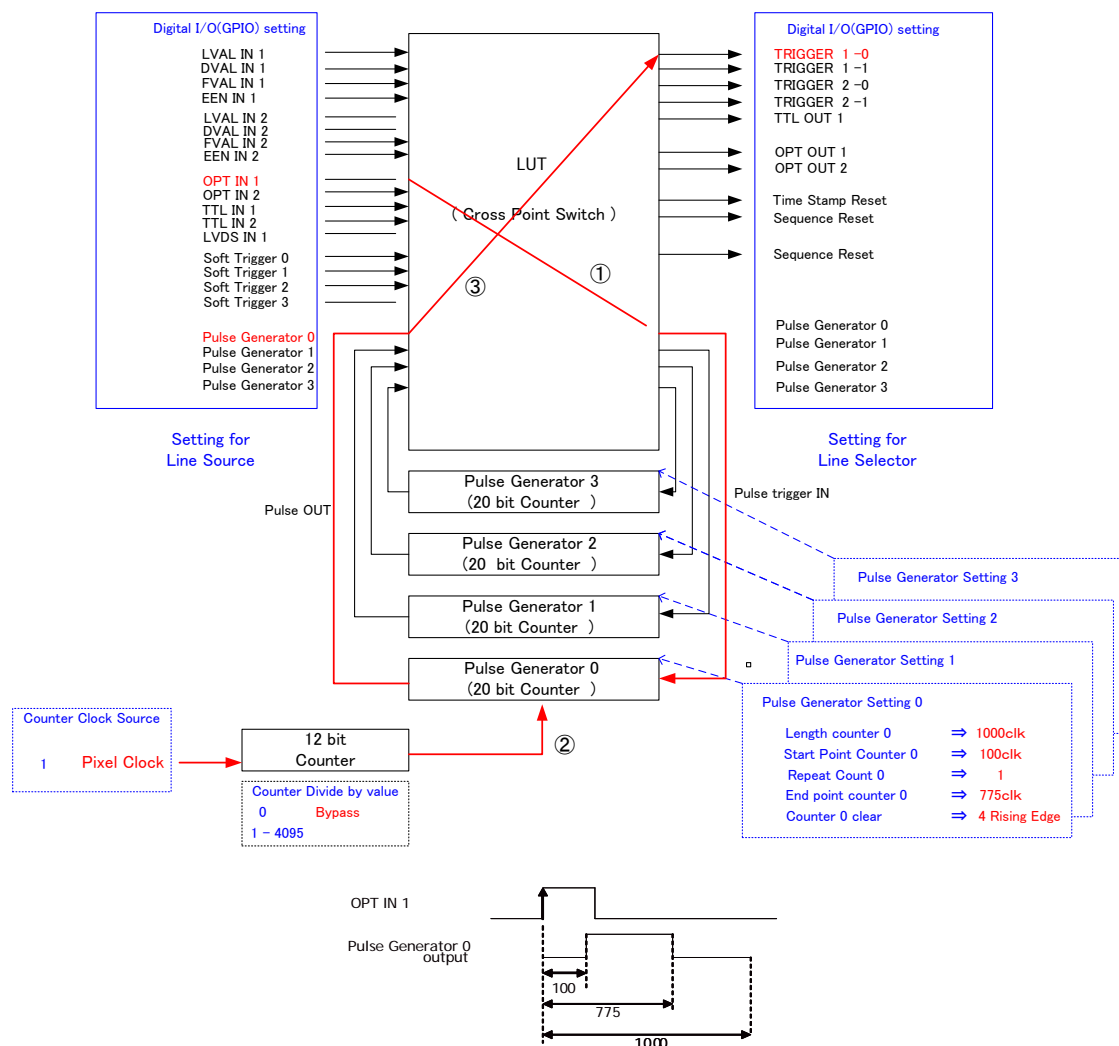 Digital I/O(GPIO) setting
LVAL IN 1
DVAL IN 1
FVAL IN 1
EEN IN 1
LVAL IN 2
DVAL IN 2
FVAL IN 2
EEN IN 2
OPT IN 1
OPT IN 2
TTL IN 1
TTL IN 2
LVDS IN 1
Soft Trigger 0
Soft Trigger 1
Soft Trigger 2
Soft Trigger 3
Pulse Generator 0
Pulse Generator 1
Pulse Generator 2
Pulse Generator 3
Setting for
Line Source
LUT
( Cross Point Switch )
①
③
Digital I/O(GPIO) setting
TRIGGER 1 -0
TRIGGER 1 -1
TRIGGER 2 -0
TRIGGER 2 -1
TTL OUT 1
OPT OUT 1
OPT OUT 2
Time Stamp Reset
Sequence Reset
Sequence Reset
Pulse Generator 0
Pulse Generator 1
Pulse Generator 2
Pulse Generator 3
Setting for
Line Selector
Pulse OUT
Pulse trigger IN
Pulse Generator 3
(20 bit Counter )
Pulse Generator 2
(20 bit Counter )
Pulse Generator 1
(20 bit Counter )
Pulse Generator 0
(20 bit Counter )
Pulse Generator Setting 3
Pulse Generator Setting 2
Pulse Generator Setting 1
Pulse Generator Setting 0
Length counter 0 ⇒ 1000clk
Start Point Counter 0 ⇒ 100clk
Repeat Count 0 ⇒ 1
End point counter 0 ⇒ 775clk
Counter 0 clear ⇒ 4 Rising Edge
Counter Clock Source
1 Pixel Clock
12 bit
Counter
②
Counter Divide by value
0 Bypass
1 - 4095
OPT IN 1
Pulse Generator 0
output
100
775
1000